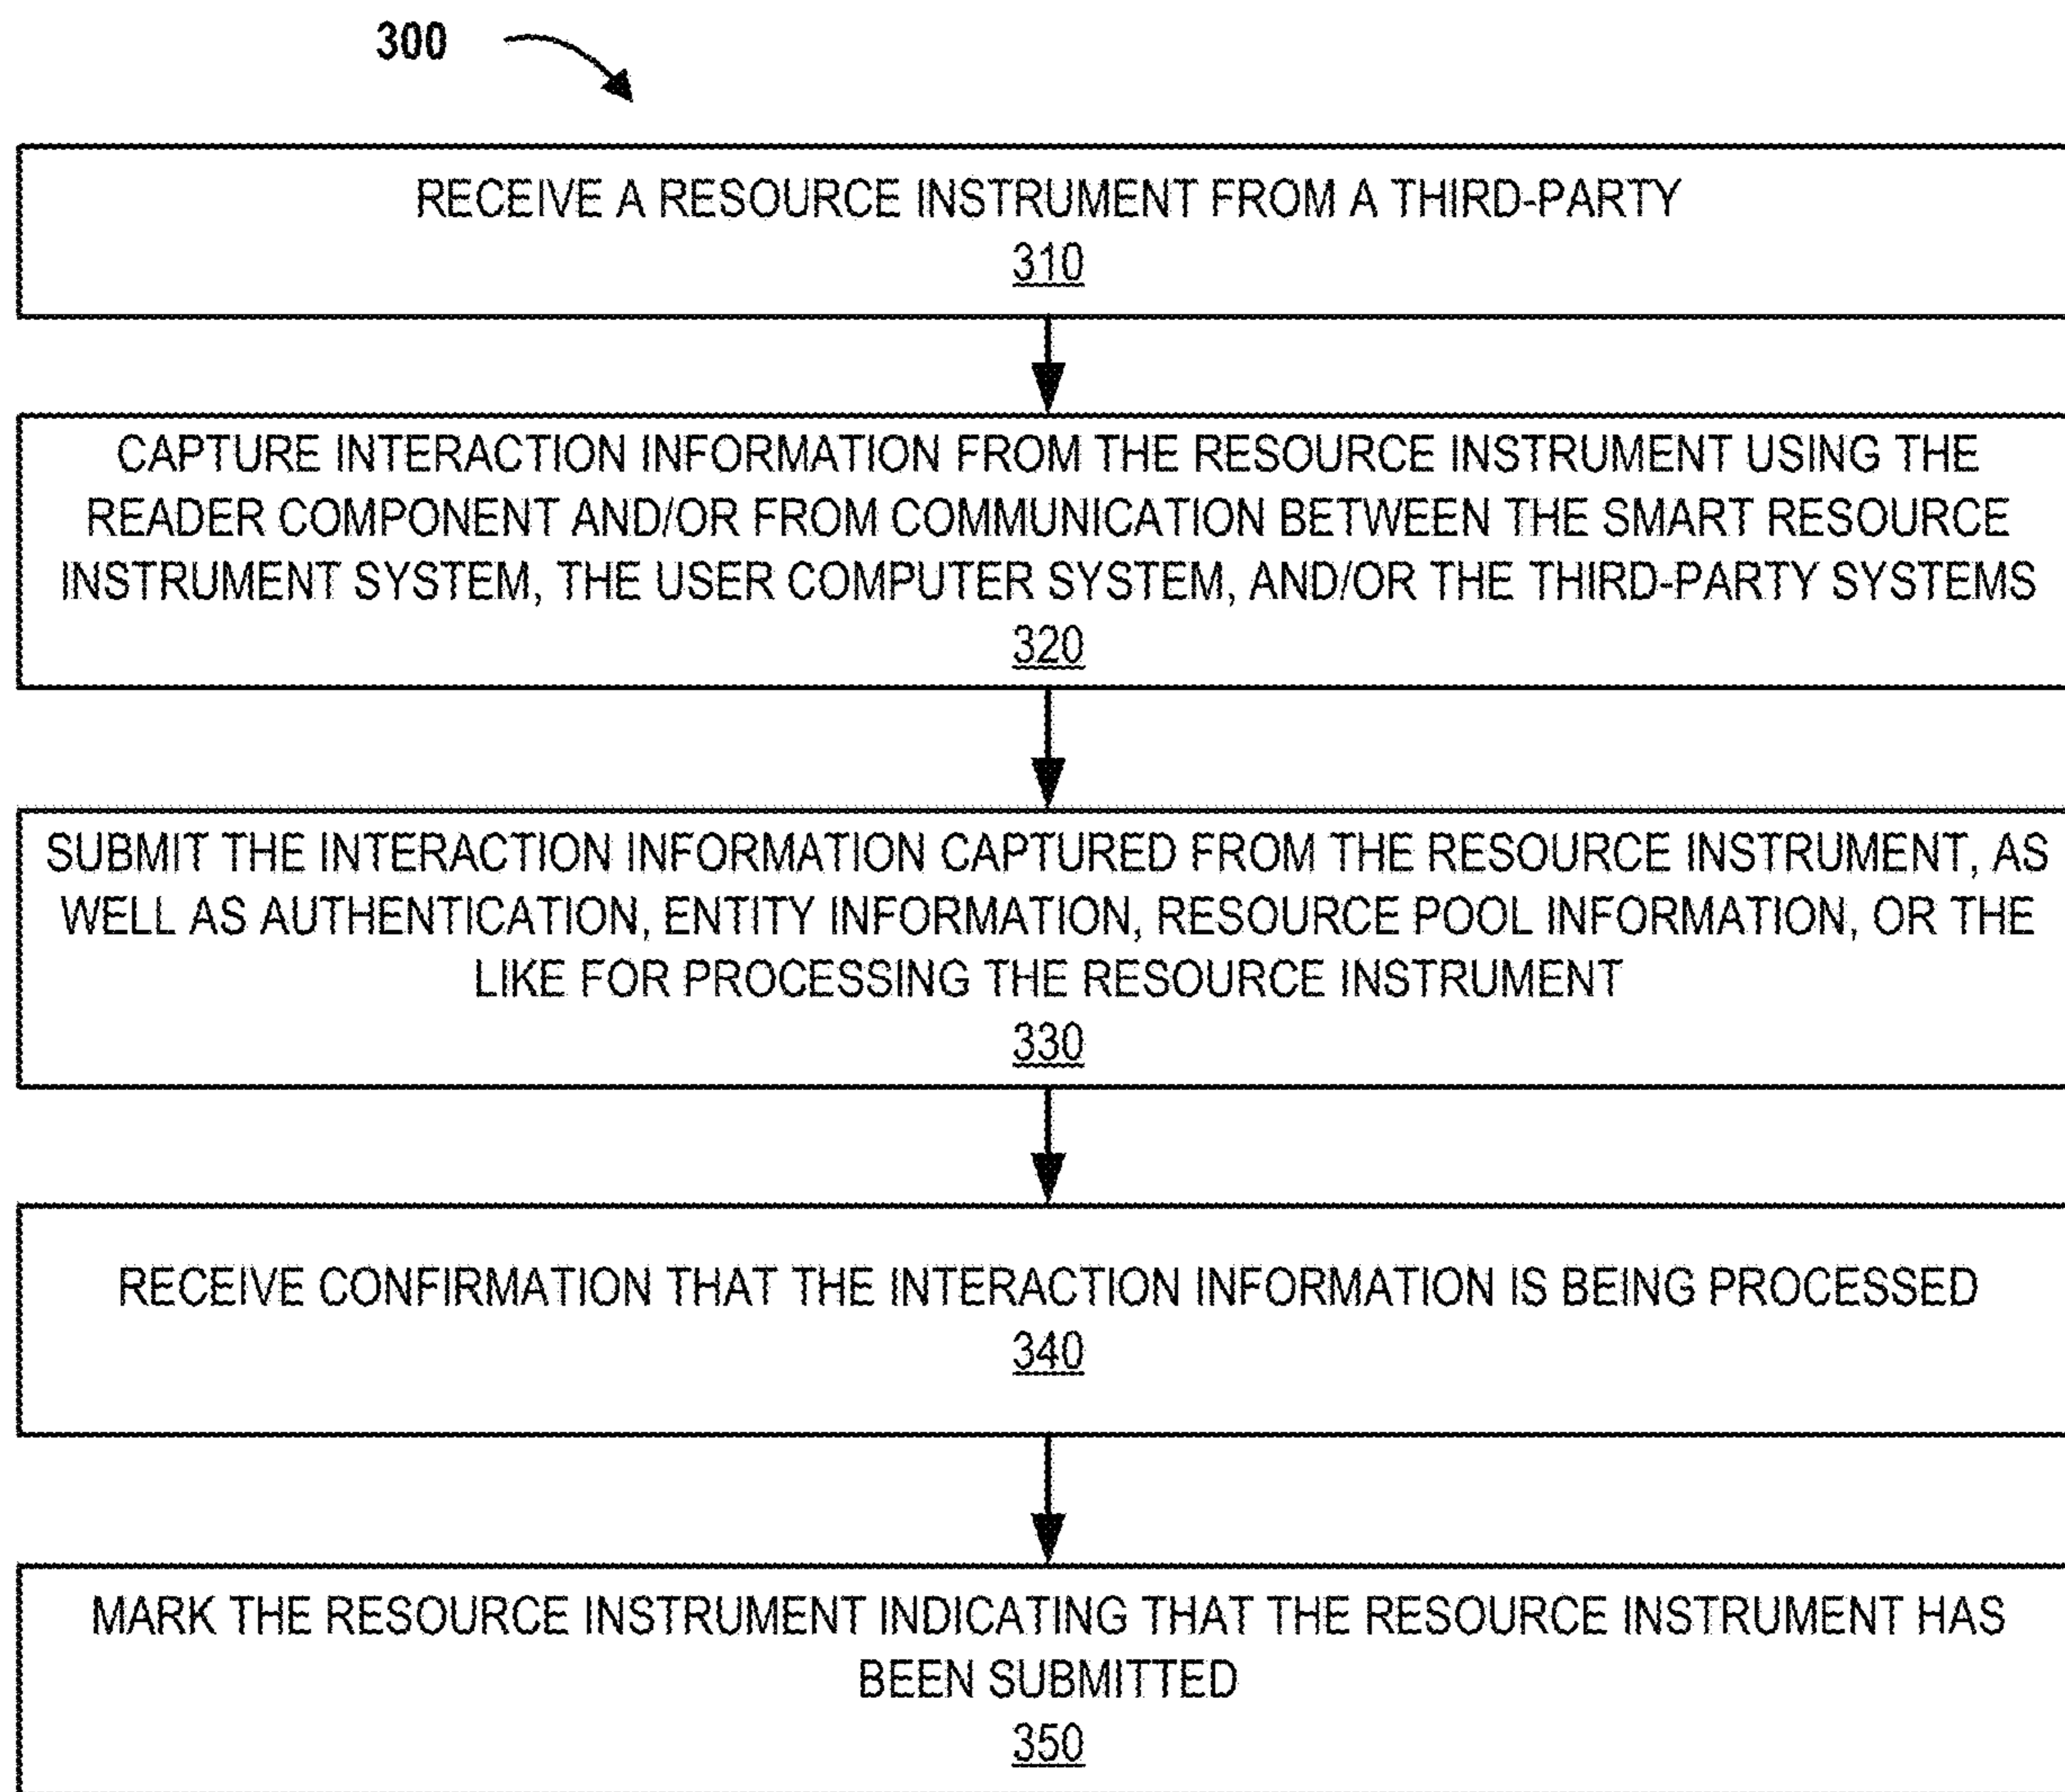 300
RECEIVE A RESOURCE INSTRUMENT FROM A THIRD-PARTY
310
CAPTURE INTERACTION INFORMATION FROM THE RESOURCE INSTRUMENT USING THE
READER COMPONENT AND/OR FROM COMMUNICATION BETWEEN THE SMART RESOURCE
INSTRUMENT SYSTEM, THE USER COMPUTER SYSTEM, AND/OR THE THIRD-PARTY SYSTEMS
320
SUBMIT THE INTERACTION INFORMATION CAPTURED FROM THE RESOURCE INSTRUMENT, AS
WELL AS AUTHENTICATION, ENTITY INFORMATION, RESOURCE POOL INFORMATION, OR THE
LIKE FOR PROCESSING THE RESOURCE INSTRUMENT
330
RECEIVE CONFIRMATION THAT THE INTERACTION INFORMATION IS BEING PROCESSED
340
MARK THE RESOURCE INSTRUMENT INDICATING THAT THE RESOURCE INSTRUMENT HAS
BEEN SUBMITTED
350